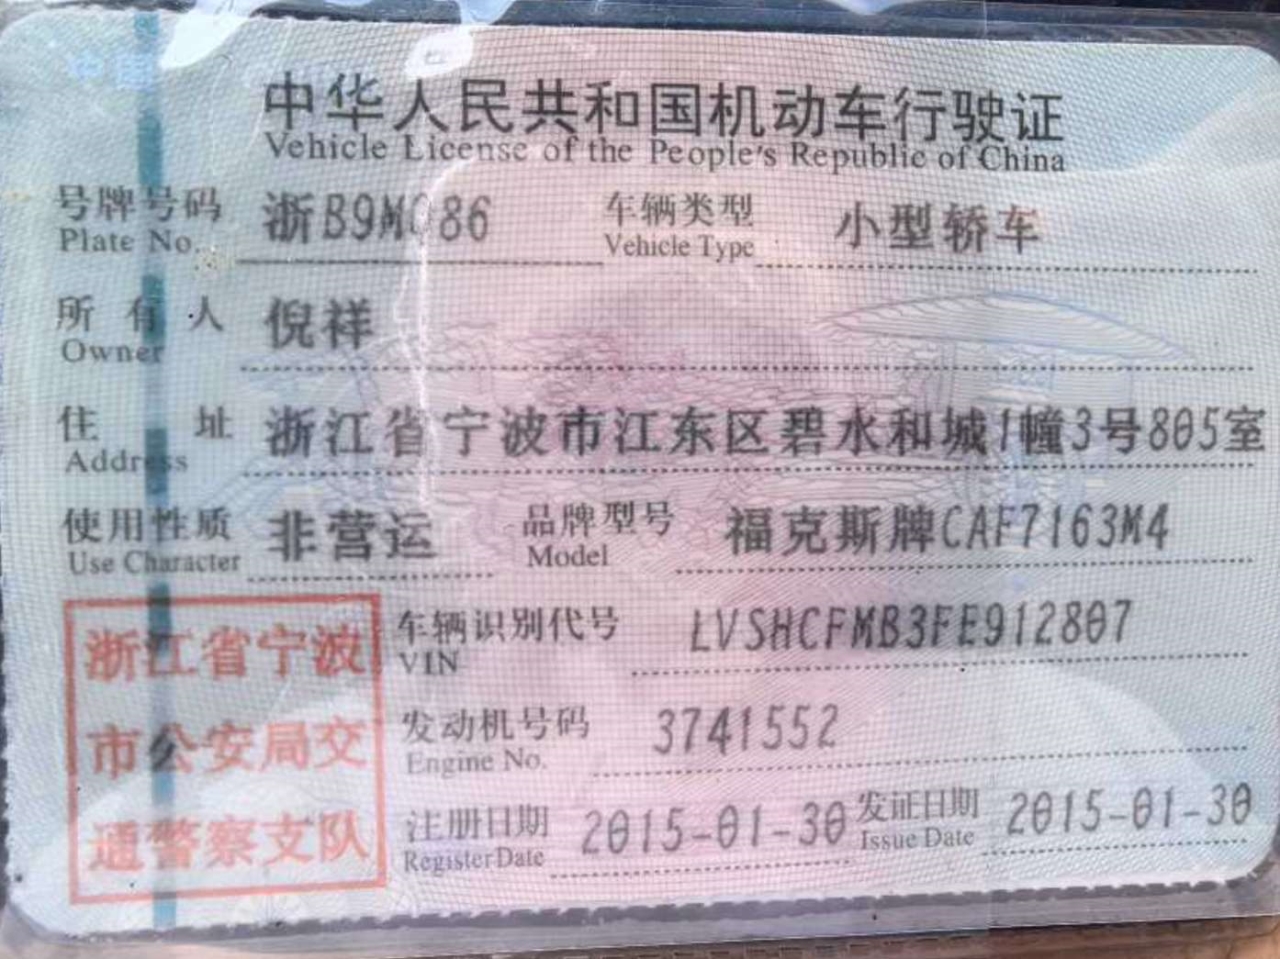 中华人民共和国机动车行驶证
Vehicle License of the People's Republic of China
号牌号码 浙B9M086 车辆类型 小型轿车
Plate No. Vehicle Type
所有人 倪祥
Owner
住址 浙江省宁波市江东区碧水和城1幢3号805室
Address
使用性质 非营运 品牌型号 福克斯牌CAF7163M4
Use Character Model
浙江省宁波
市公安局交
通警察支队
车辆识别代号 LVSHCFMB3FE912807
VIN
发动机号码 3741552
Engine No.
注册日期 2015-01-30 发证日期 2015-01-30
Register Date Issue Date